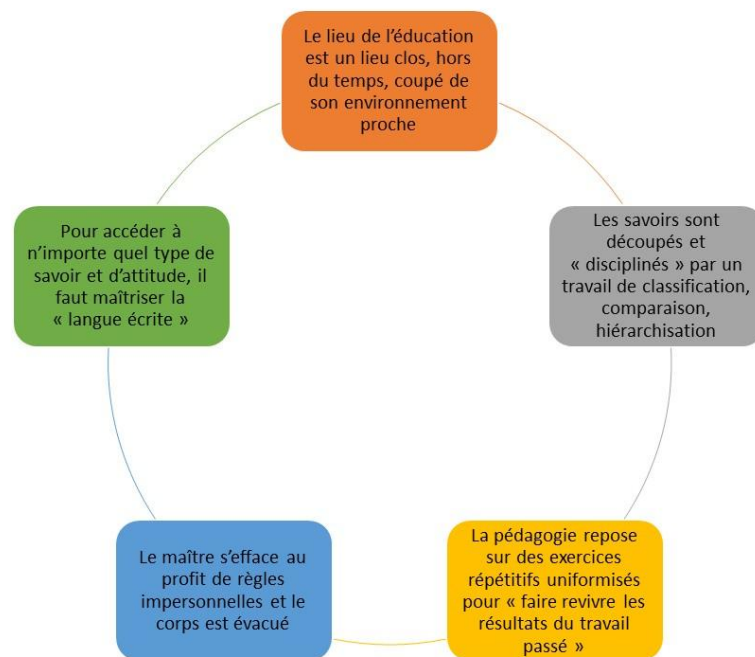 Le lieu de l’éducation
est un lieu clos, hors
du temps, coupé de
son environnement
proche
Les savoirs sont
découpés et
« disciplinés » par un
travail de classification,
comparaison,
hiérarchisation
La pédagogie repose
sur des exercices
répétitifs uniformisés
pour « faire revivre les
résultats du travail
passé »
Le maître s’efface au
profit de règles
impersonnelles et le
corps est évacué
Pour accéder à
n’importe quel type de
savoir et d’attitude, il
faut maîtriser la
« langue écrite »